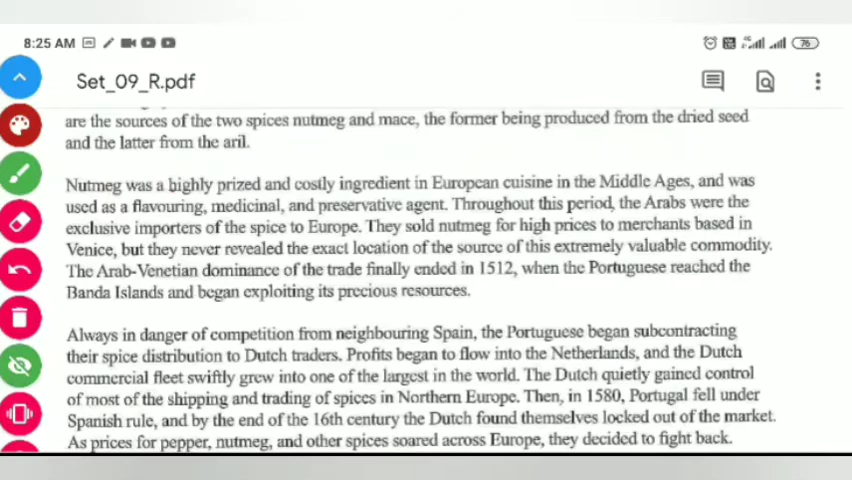 8:25 AM
76
Set_09_R.pdf
are the sources of the two spices nutmeg and mace, the former being produced from the dried seed
and the latter from the aril.
Nutmeg was a highly prized and costly ingredient in European cuisine in the Middle Ages, and was
used as a flavouring, medicinal, and preservative agent. Throughout this period, the Arabs were the
exclusive importers of the spice to Europe. They sold nutmeg for high prices to merchants based in
Venice, but they never revealed the exact location of the source of this extremely valuable commodity.
The Arab-Venetian dominance of the trade finally ended in 1512, when the Portuguese reached the
Banda Islands and began exploiting its precious resources.
Always in danger of competition from neighbouring Spain, the Portuguese began subcontracting
their spice distribution to Dutch traders. Profits began to flow into the Netherlands, and the Dutch
commercial fleet swiftly grew into one of the largest in the world. The Dutch quietly gained control
of most of the shipping and trading of spices in Northern Europe. Then, in 1580, Portugal fell under
Spanish rule, and by the end of the 16th century the Dutch found themselves locked out of the market.
As prices for pepper, nutmeg, and other spices soared across Europe, they decided to fight back.